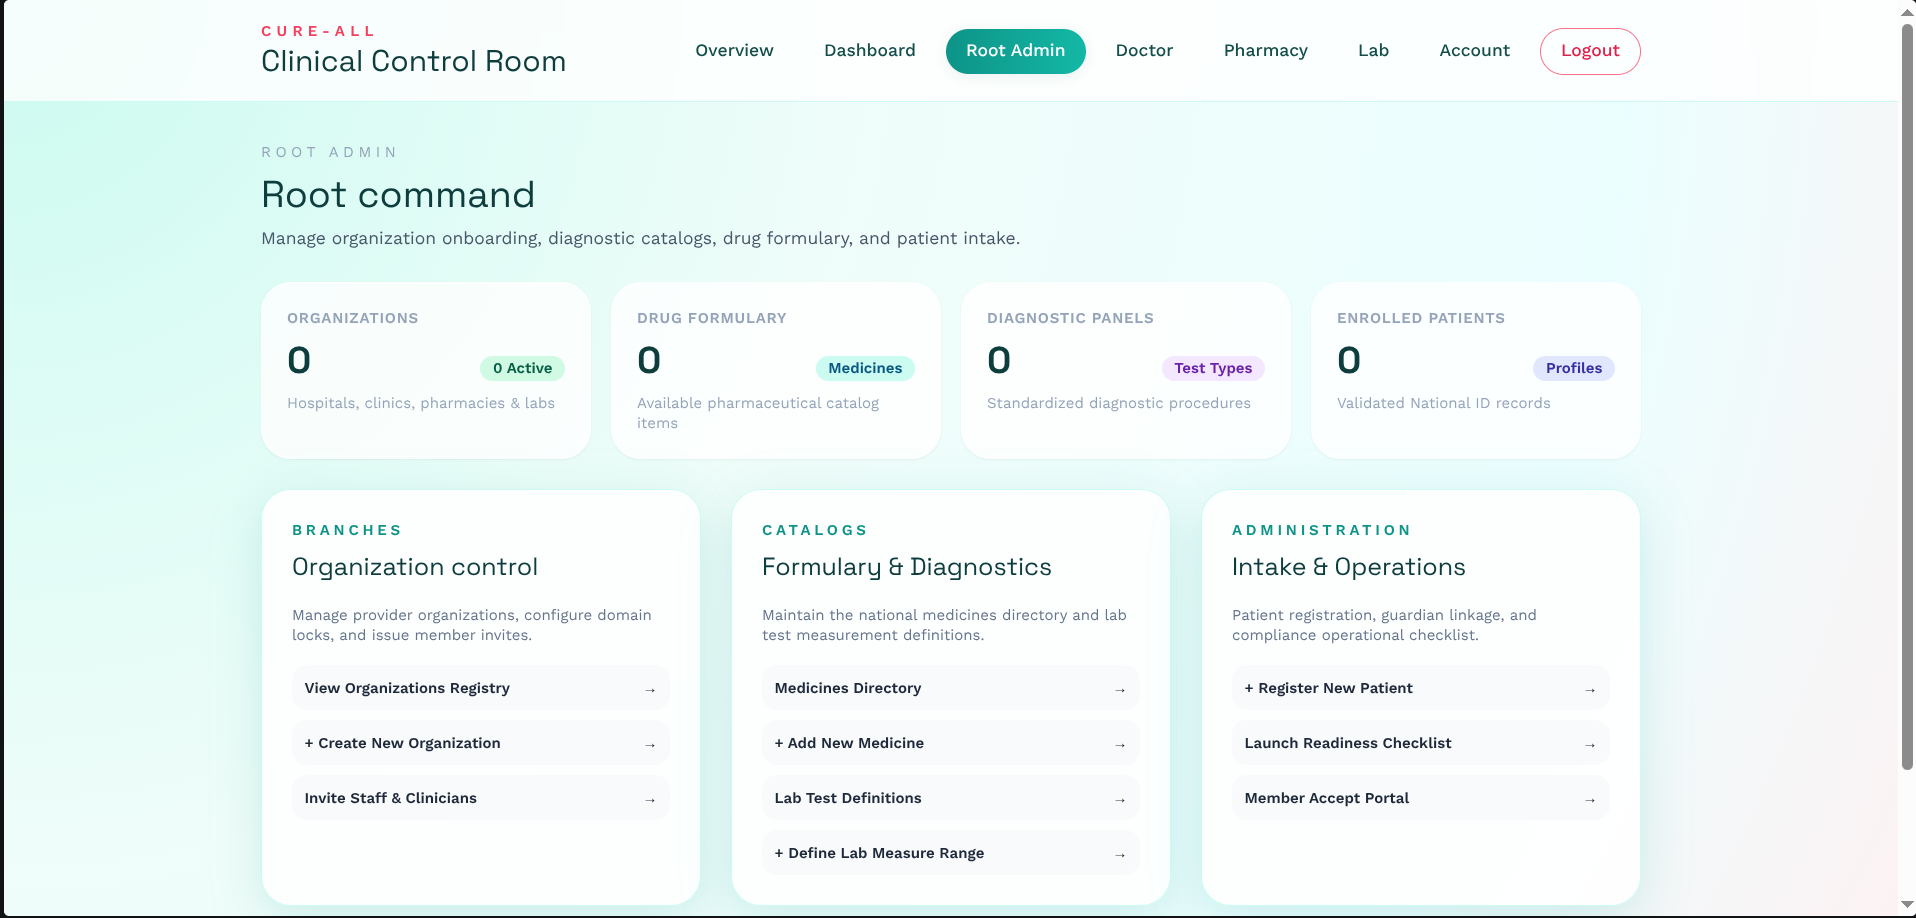 CURE-ALL
Clinical Control Room
Overview
Dashboard
Root Admin
Doctor
Pharmacy
Lab
Account
Logout
ROOT ADMIN
Root command
Manage organization onboarding, diagnostic catalogs, drug formulary, and patient intake.
ORGANIZATIONS
0
0 Active
Hospitals, clinics, pharmacies & labs
DRUG FORMULARY
0
Medicines
Available pharmaceutical catalog
items
DIAGNOSTIC PANELS
0
Test Types
Standardized diagnostic procedures
ENROLLED PATIENTS
0
Profiles
Validated National ID records
BRANCHES
Organization control
Manage provider organizations, configure domain
locks, and issue member invites.
View Organizations Registry →
+ Create New Organization →
Invite Staff & Clinicians →
CATALOGS
Formulary & Diagnostics
Maintain the national medicines directory and lab
test measurement definitions.
Medicines Directory →
+ Add New Medicine →
Lab Test Definitions →
+ Define Lab Measure Range →
ADMINISTRATION
Intake & Operations
Patient registration, guardian linkage, and
compliance operational checklist.
+ Register New Patient →
Launch Readiness Checklist →
Member Accept Portal →